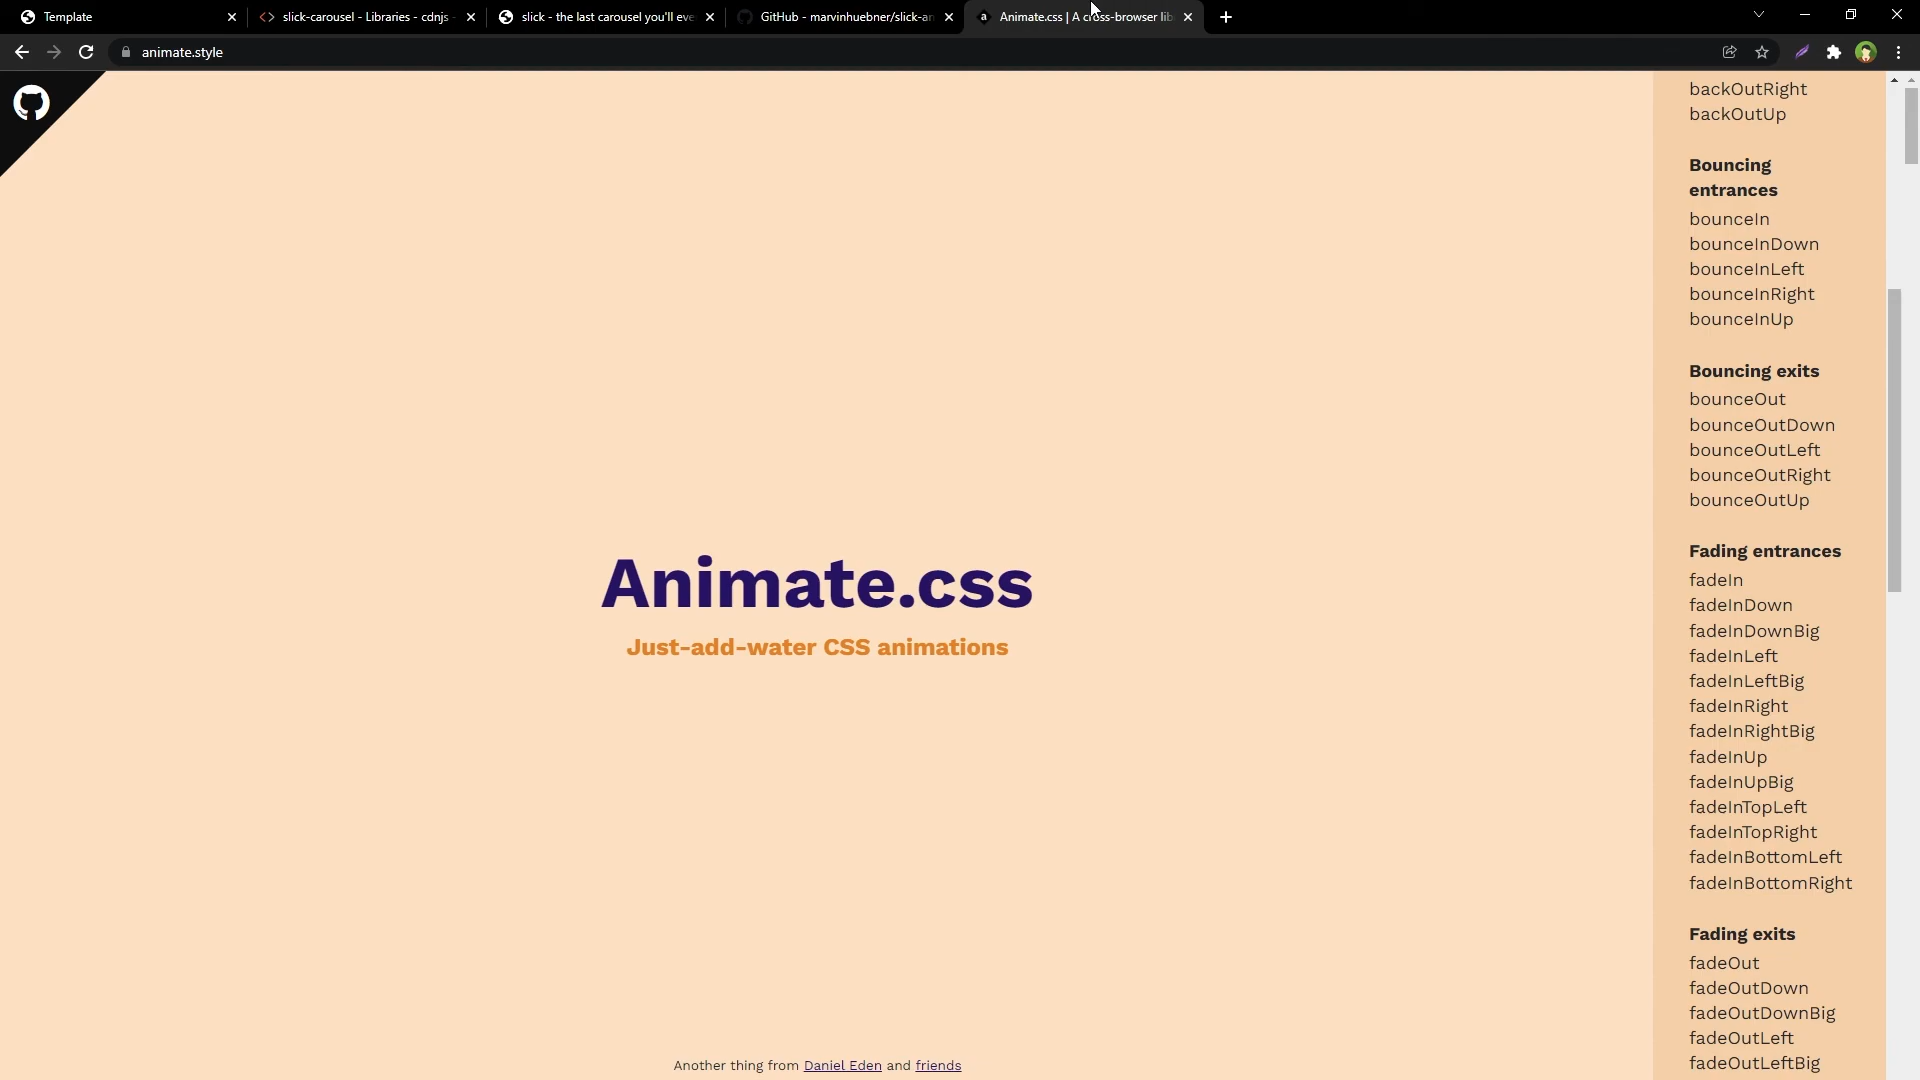 Template
slick-carousel - Libraries - cdnjs -
slick - the last carousel you'll eve
GitHub - marvinhuebner/slick-an
Animate.css | A cross-browser lib
animate.style
backOutRight
backOutUp
Bouncing
entrances
bounceIn
bounceInDown
bounceInLeft
bounceInRight
bounceInUp
Bouncing exits
bounceOut
bounceOutDown
bounceOutLeft
bounceOutRight
bounceOutUp
Fading entrances
fadeIn
fadeInDown
fadeInDownBig
fadeInLeft
fadeInLeftBig
fadeInRight
fadeInRightBig
fadeInUp
fadeInUpBig
fadeInTopLeft
fadeInTopRight
fadeInBottomLeft
fadeInBottomRight
Fading exits
fadeOut
fadeOutDown
fadeOutDownBig
fadeOutLeft
fadeOutLeftBig
Animate.css
Just-add-water CSS animations
Another thing from Daniel Eden and friends